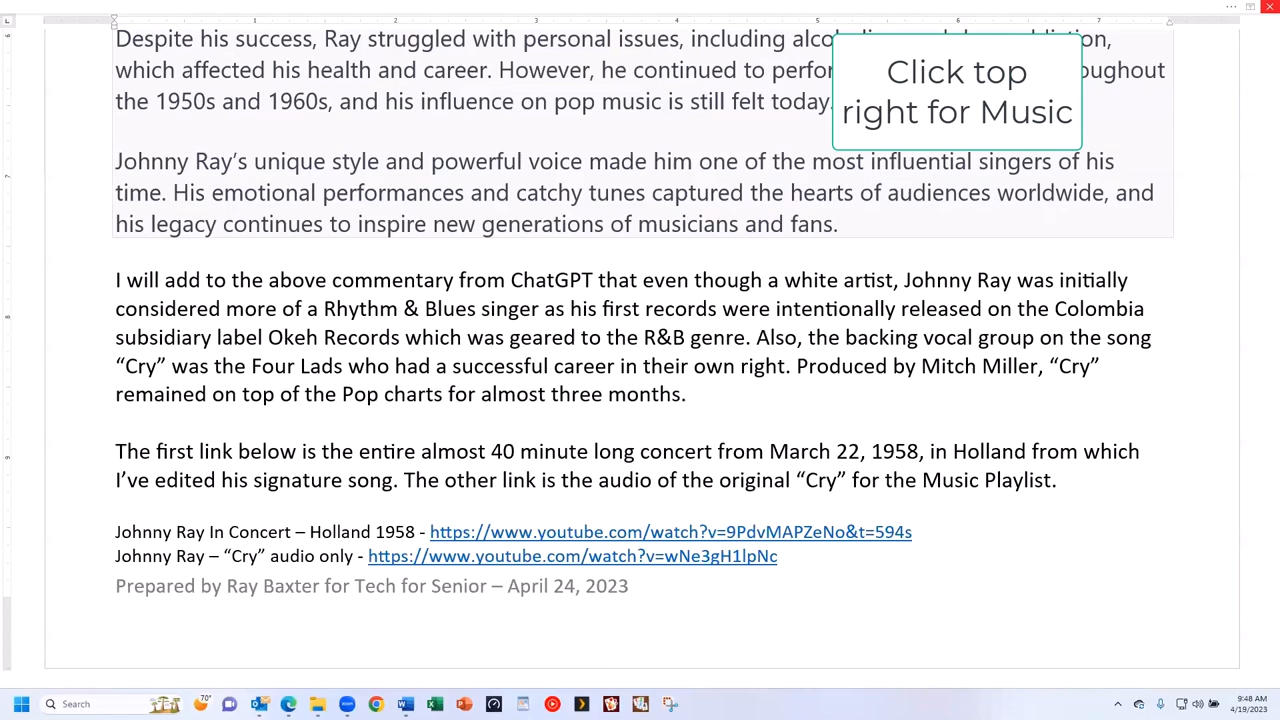 Despite his success, Ray struggled with personal issues, including
which affected his health and career. However, he continued to
the 1950s and 1960s, and his influence on pop music is still felt today.
Click top
right for Music
Johnny Ray's unique style and powerful voice made him one of the most influential singers of his
time. His emotional performances and catchy tunes captured the hearts of audiences worldwide, and
his legacy continues to inspire new generations of musicians and fans.
I will add to the above commentary from ChatGPT that even though a white artist, Johnny Ray was initially
considered more of a Rhythm & Blues singer as his first records were intentionally released on the Colombia
subsidiary label Okeh Records which was geared to the R&B genre. Also, the backing vocal group on the song
“Cry” was the Four Lads who had a successful career in their own right. Produced by Mitch Miller, “Cry”
remained on top of the Pop charts for almost three months.
The first link below is the entire almost 40 minute long concert from March 22, 1958, in Holland from which
I've edited his signature song. The other link is the audio of the original “Cry” for the Music Playlist.
Johnny Ray In Concert – Holland 1958 - https://www.youtube.com/watch?v=9PdvMAPZeNo&t=594s
Johnny Ray – “Cry” audio only - https://www.youtube.com/watch?v=wNe3gH1lpNc
Prepared by Ray Baxter for Tech for Senior – April 24, 2023
Search
70°
9:48 AM
4/19/2023